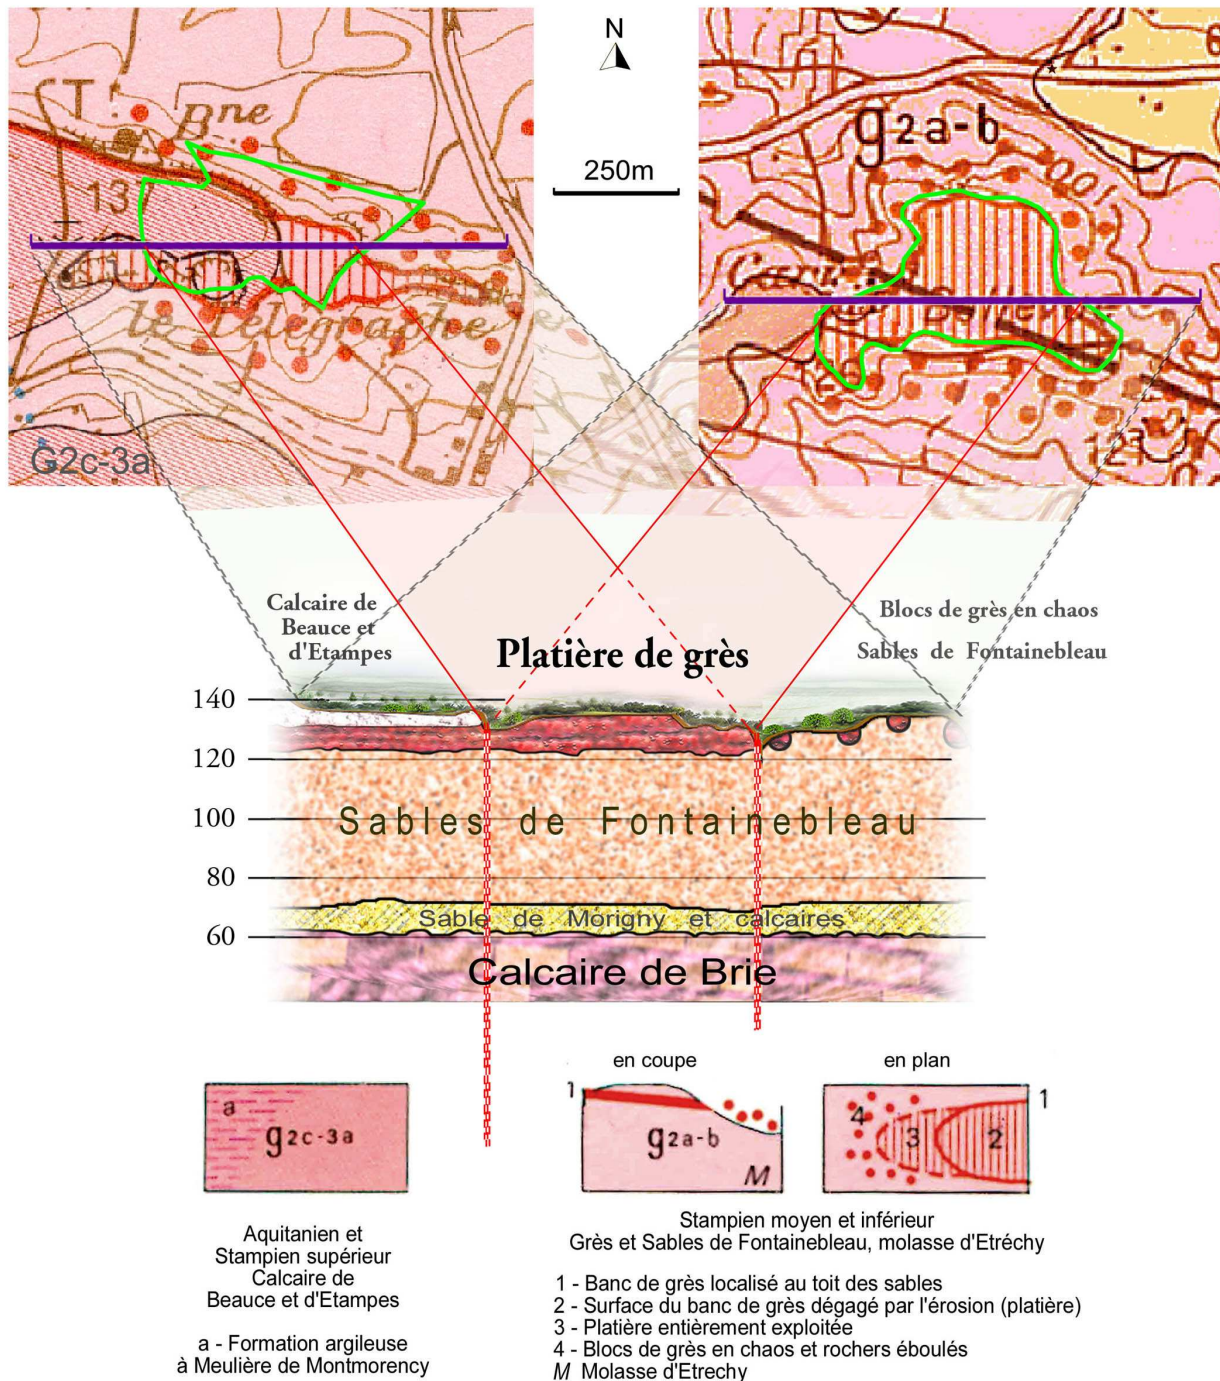 N
250m
T
Bne
13
le Télégraphe
G2c-3a
6
g2a-b
100
121
Calcaire de
Beauce et
d'Etampes
Platière de grès
Blocs de grès en chaos
Sables de Fontainebleau
140
120
100
80
60
Sables de Fontainebleau
Sable de Morigny et calcaires
Calcaire de Brie
a
g2c-3a
Aquitanien et
Stampien supérieur
Calcaire de
Beauce et d'Etampes
a - Formation argileuse
à Meulière de Montmorency
en coupe
en plan
1
g2a-b
M
4
3
2
1
Stampien moyen et inférieur
Grès et Sables de Fontainebleau, molasse d'Etréchy
1 - Banc de grès localisé au toit des sables
2 - Surface du banc de grès dégagé par l'érosion (platière)
3 - Platière entièrement exploitée
4 - Blocs de grès en chaos et rochers éboulés
M Molasse d'Etrechy